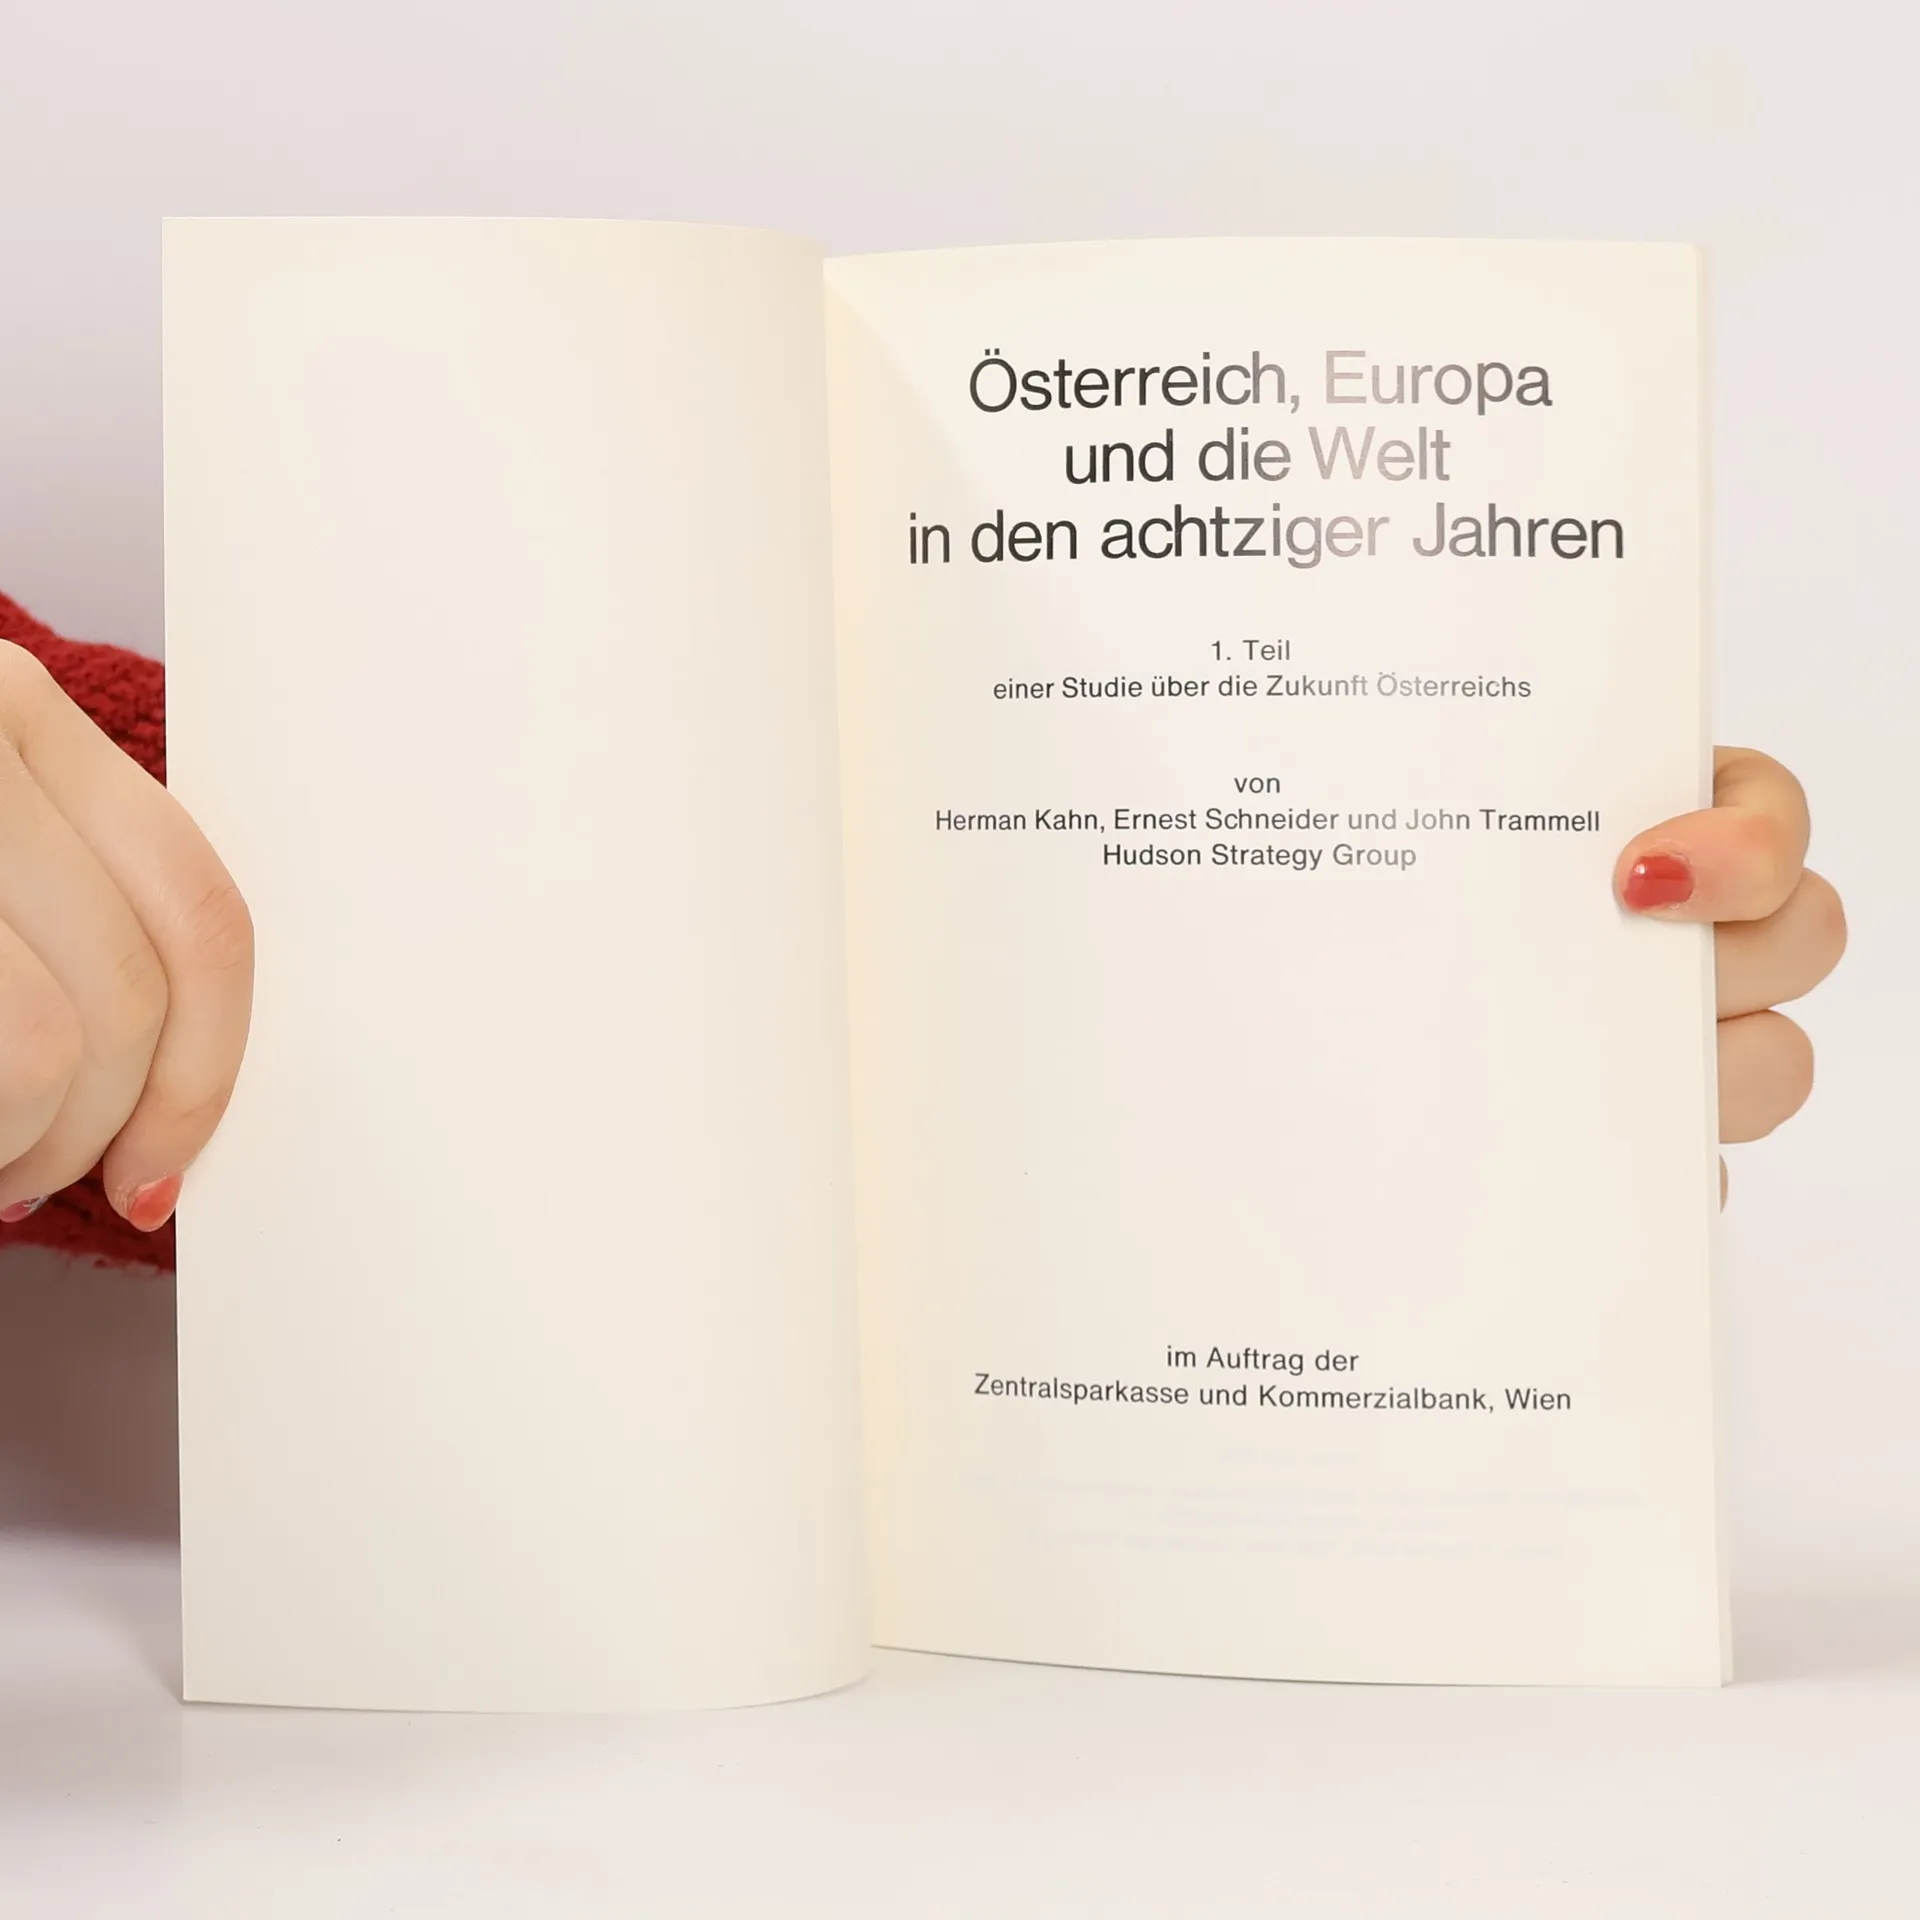 Österreich, Europa
und die Welt
in den achtziger Jahren
1. Teil
einer Studie über die Zukunft Österreichs
von
Herman Kahn, Ernest Schneider und John Trammell
Hudson Strategy Group
im Auftrag der
Zentralsparkasse und Kommerzialbank, Wien